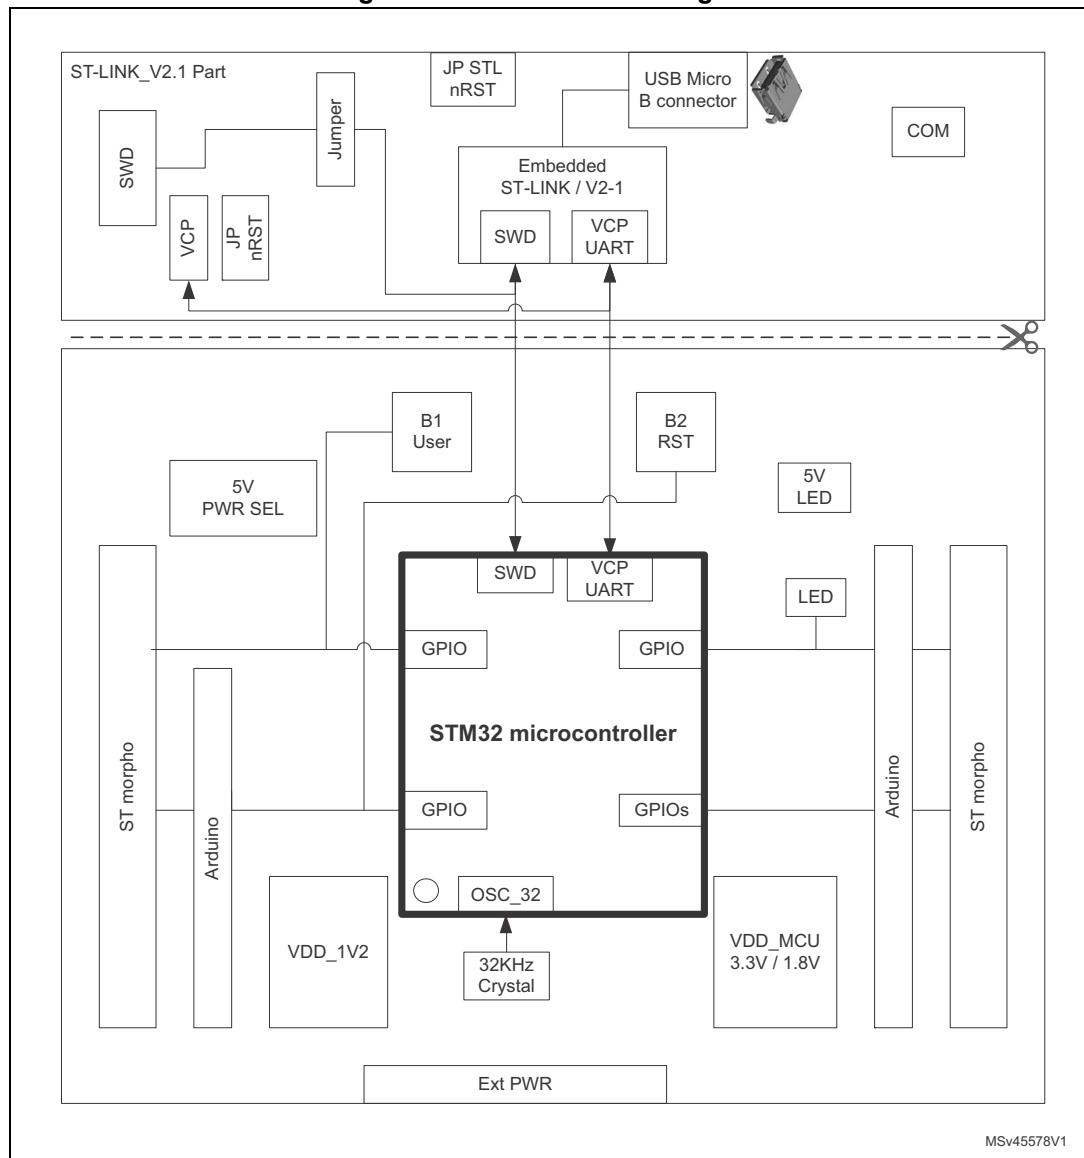 ST-LINK_V2.1 Part
JP STL
nRST
USB Micro
B connector
COM
Jumper
SWD
Embedded
ST-LINK / V2-1
VCP
JP
nRST
SWD
VCP
UART
B1
User
B2
RST
5V
PWR SEL
5V
LED
SWD
VCP
UART
LED
GPIO
GPIO
STM32 microcontroller
ST morpho
Arduino
GPIO
GPIOs
Arduino
ST morpho
OSC_32
VDD_1V2
32KHz
Crystal
VDD_MCU
3.3V / 1.8V
Ext PWR
MSv45578V1